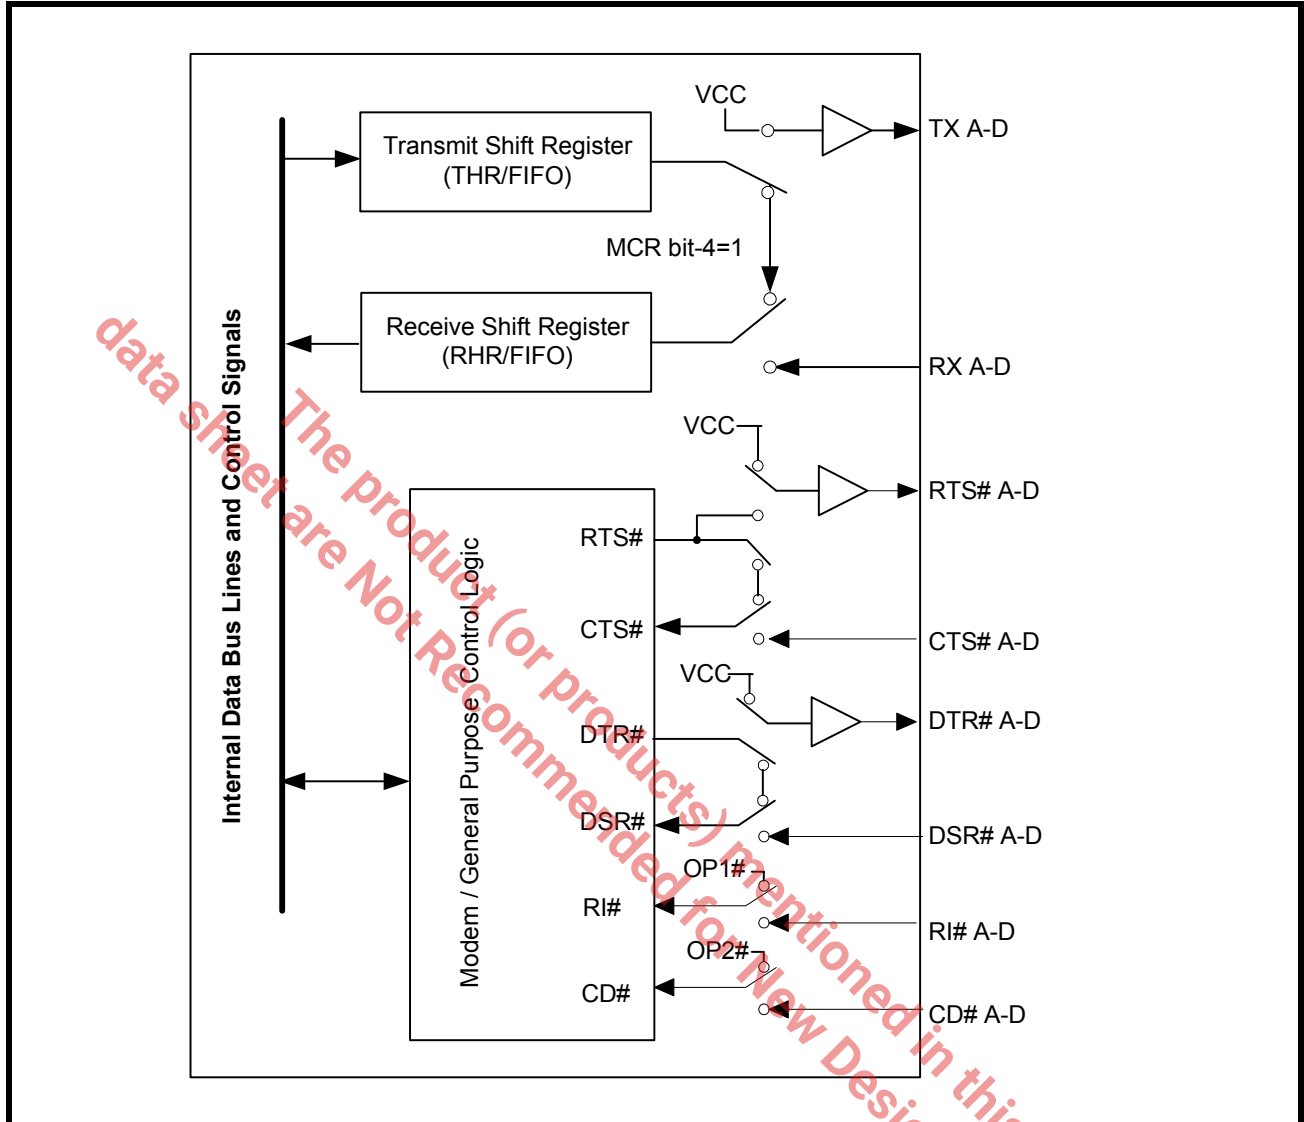 VCC
TX A-D
Transmit Shift Register
(THR/FIFO)
MCR bit-4=1
Receive Shift Register
(RHR/FIFO)
RX A-D
Internal Data Bus Lines and Control Signals
VCC
RTS# A-D
Modem / General Purpose Control Logic
RTS#
CTS#
CTS# A-D
VCC
DTR# A-D
DTR#
DSR#
DSR# A-D
OP1#
RI#
RI# A-D
OP2#
CD#
CD# A-D
The product (or products) mentioned in this
data sheet are Not Recommended for New